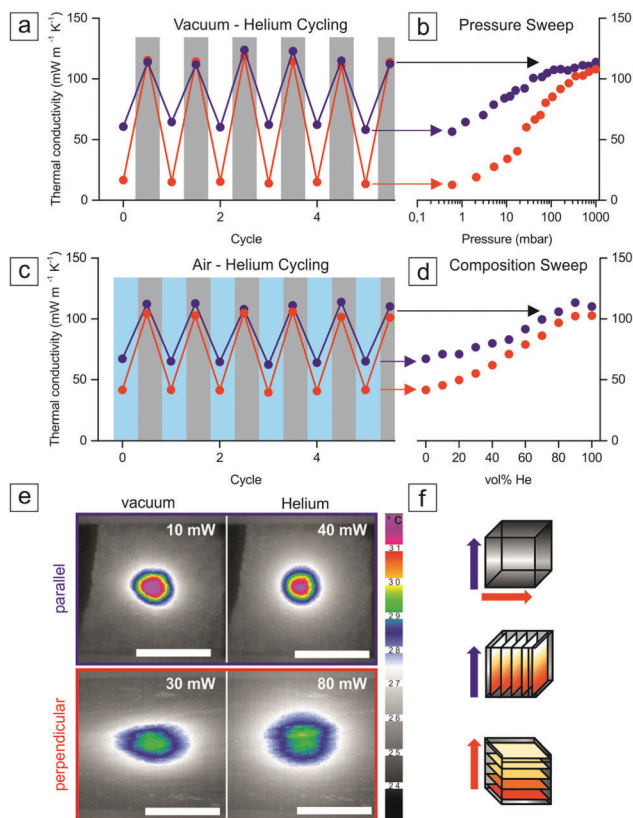 a
Vacuum - Helium Cycling
Thermal conductivity (mW m⁻¹ K⁻¹)
150
100
50
0
0
2
4
Cycle
b
Pressure Sweep
150
100
50
0
0,1
1
10
100
1000
Pressure (mbar)
c
Air - Helium Cycling
Thermal conductivity (mW m⁻¹ K⁻¹)
150
100
50
0
0
2
4
Cycle
d
Composition Sweep
150
100
50
0
0
20
40
60
80
100
vol% He
e
vacuum
Helium
parallel
10 mW
40 mW
perpendicular
30 mW
80 mW
°C
31
30
29
28
27
26
25
24
f